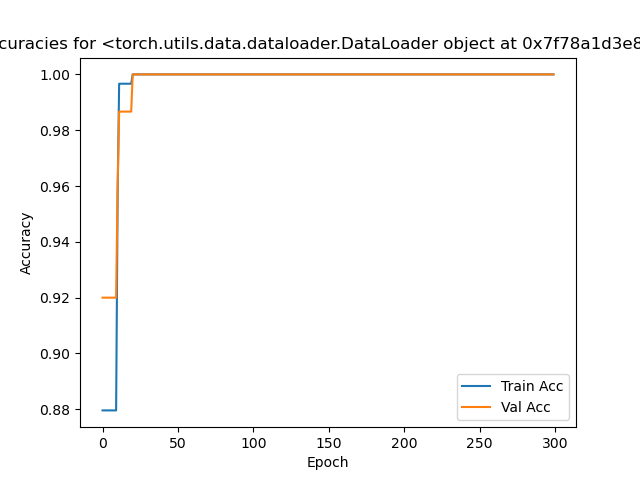 curacies for <torch.utils.data.dataloader.DataLoader object at 0x7f78a1d3e8
1.00
0.98
0.96
0.94
0.92
0.90
0.88
Accuracy
Train Acc
Val Acc
0 50 100 150 200 250 300
Epoch